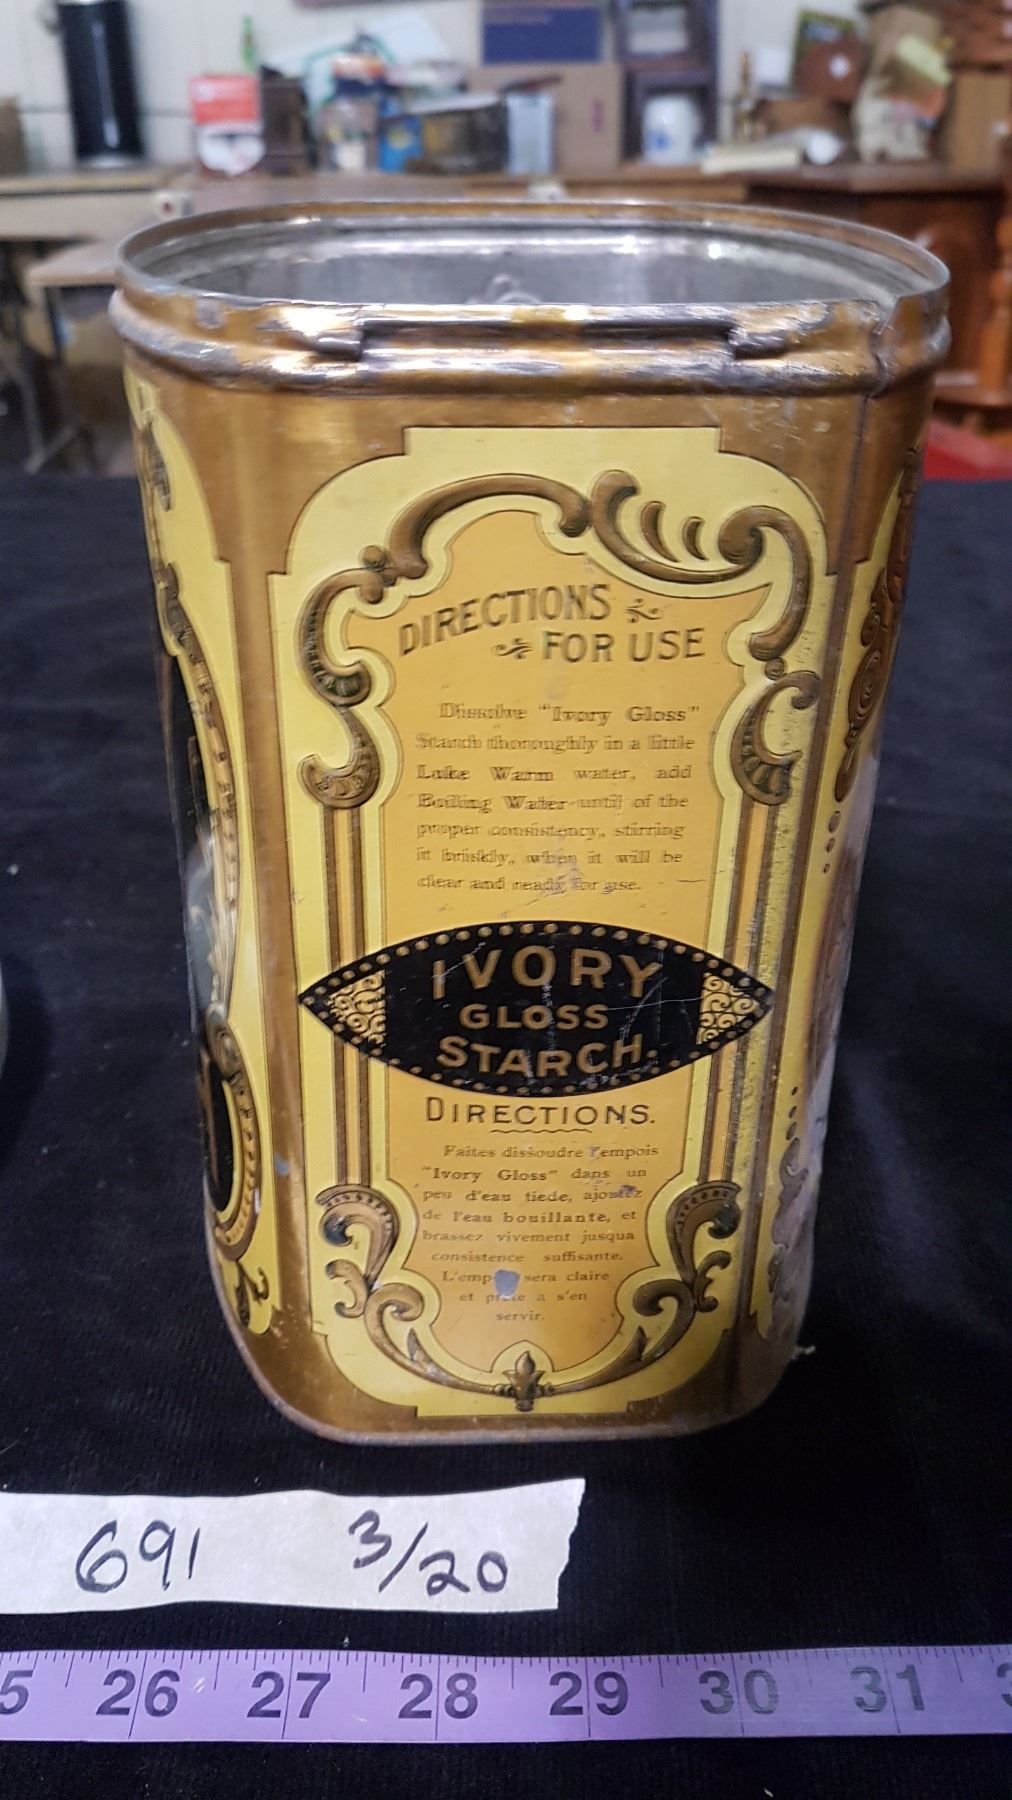 DIRECTIONS
FOR USE
Dissolve "Ivory Gloss"
Starch thoroughly in a little
Luke Warm water, add
Boiling Water until of the
proper consistency, stirring
it briskly, when it will be
clear and ready for use.
IVORY
GLOSS
STARCH.
DIRECTIONS.
Faites dissoudre l'empois
"Ivory Gloss" dans un
peu d'eau tiede, ajoutez
de l'eau bouillante, et
brassez vivement jusqua
consistence suffisante.
sera claire
et a s'en
servir.
691 3/20
5 26 27 28 29 30 31